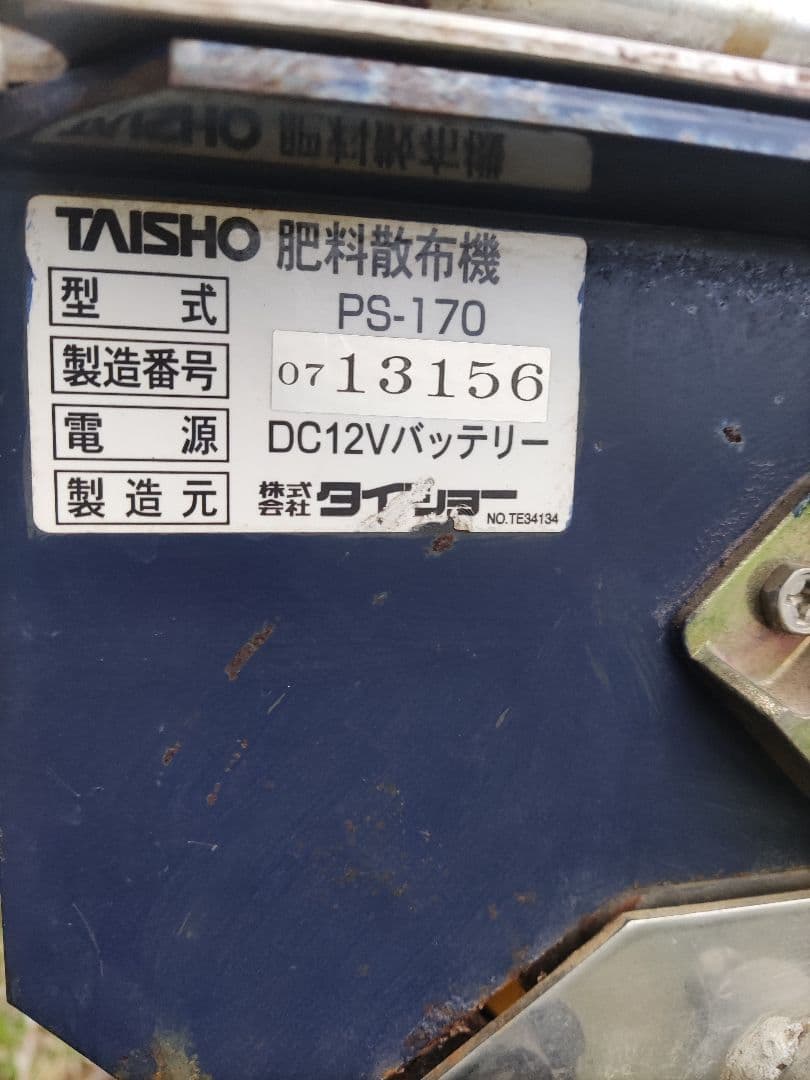 TAISHO 肥料散布機
型式 PS-170
製造番号 0713156
電源 DC12Vバッテリー
製造元 株式会社タイショー
NO.TE34134